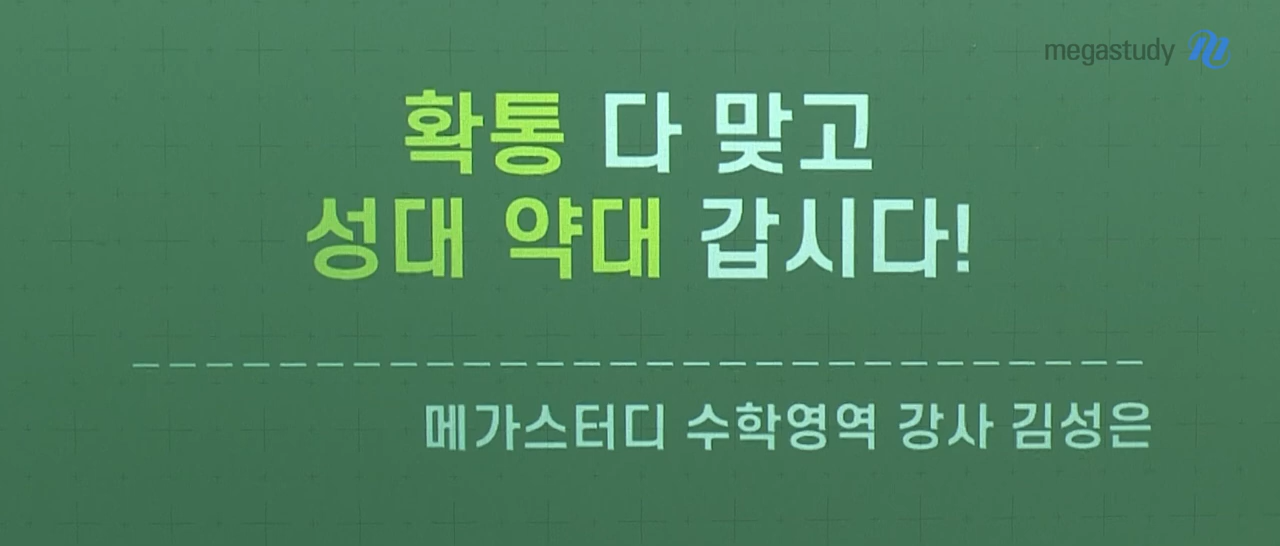 megastudy
확통 다 맞고
성대 약대 갑시다!
메가스터디 수학영역 강사 김성은